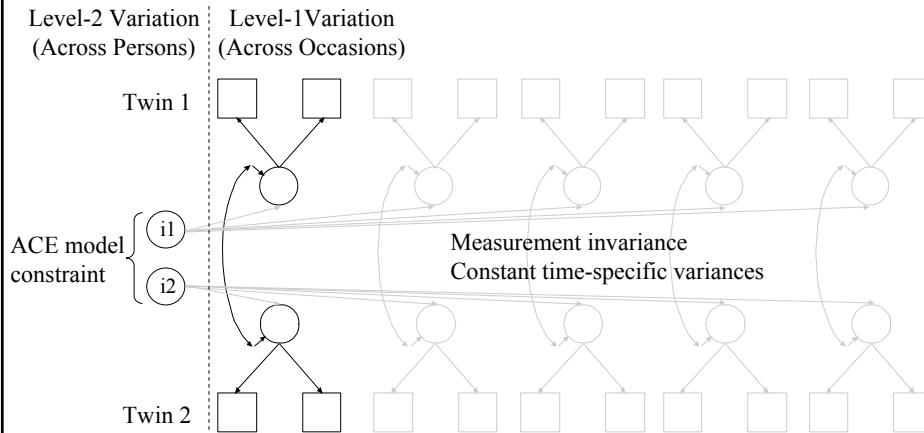 Level-2 Variation
(Across Persons)
Level-1Variation
(Across Occasions)
Twin 1
i1
ACE model
constraint
i2
Measurement invariance
Constant time-specific variances
Twin 2